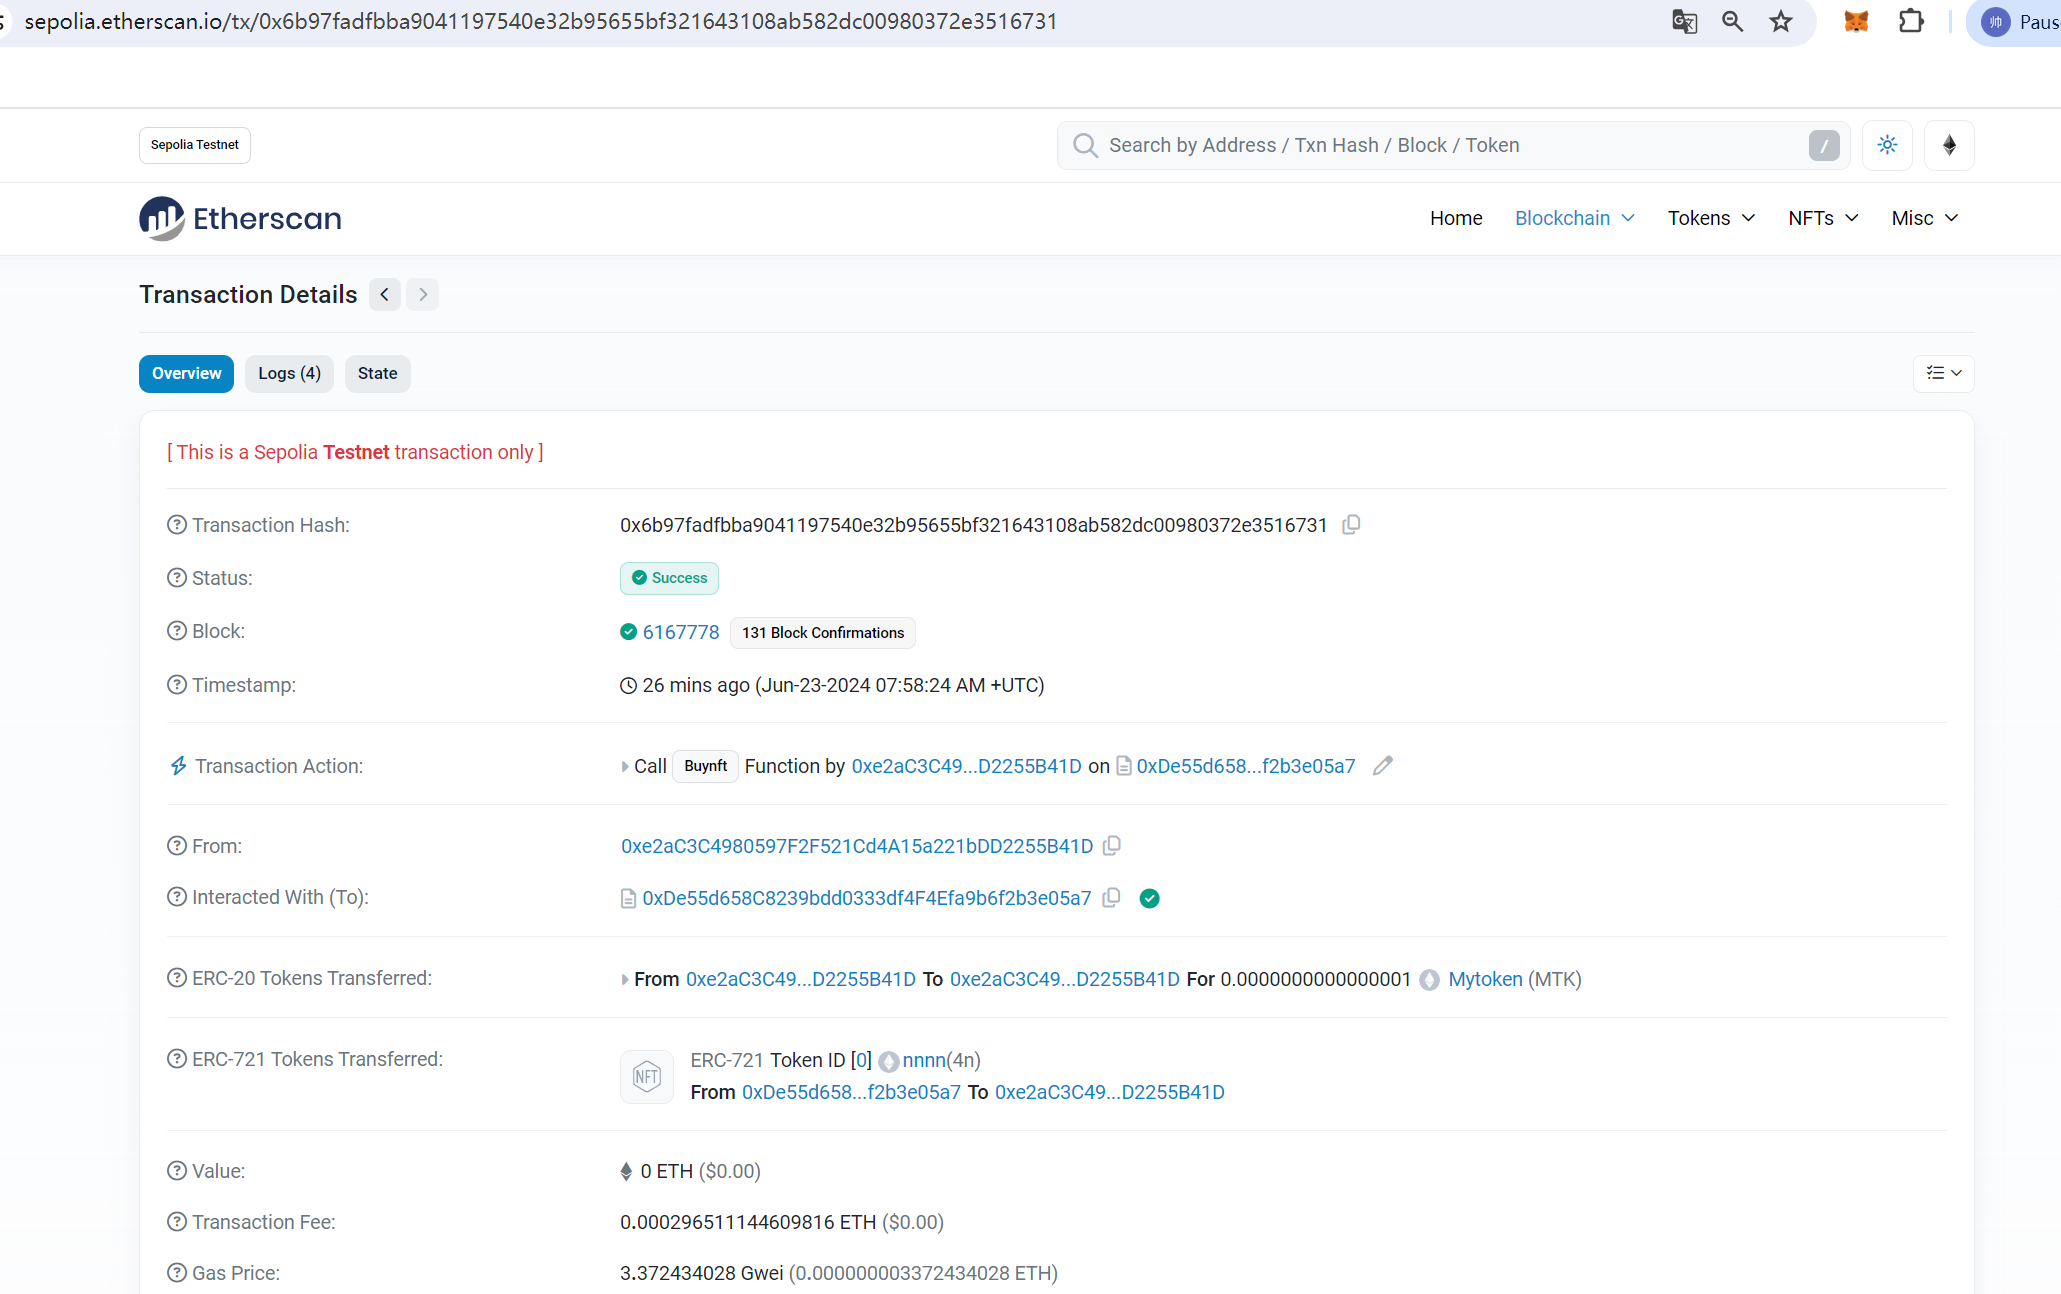 sepolia.etherscan.io/tx/0x6b97fadfbba9041197540e32b95655bf321643108ab582dc00980372e3516731
帅 Paus
Sepolia Testnet
Search by Address / Txn Hash / Block / Token /
Etherscan Home Blockchain Tokens NFTs Misc
Transaction Details
Overview Logs (4) State
[ This is a Sepolia Testnet transaction only ]
Transaction Hash: 0x6b97fadfbba9041197540e32b95655bf321643108ab582dc00980372e3516731
Status: Success
Block: 6167778 131 Block Confirmations
Timestamp: 26 mins ago (Jun-23-2024 07:58:24 AM +UTC)
Transaction Action: Call Buynft Function by 0xe2aC3C49...D2255B41D on 0xDe55d658...f2b3e05a7
From: 0xe2aC3C4980597F2F521Cd4A15a221bDD2255B41D
Interacted With (To): 0xDe55d658C8239bdd0333df4F4Efa9b6f2b3e05a7
ERC-20 Tokens Transferred: From 0xe2aC3C49...D2255B41D To 0xe2aC3C49...D2255B41D For 0.0000000000000001 Mytoken (MTK)
ERC-721 Tokens Transferred: NFT ERC-721 Token ID [0] nnnn(4n)
From 0xDe55d658...f2b3e05a7 To 0xe2aC3C49...D2255B41D
Value: 0 ETH ($0.00)
Transaction Fee: 0.000296511144609816 ETH ($0.00)
Gas Price: 3.372434028 Gwei (0.000000003372434028 ETH)